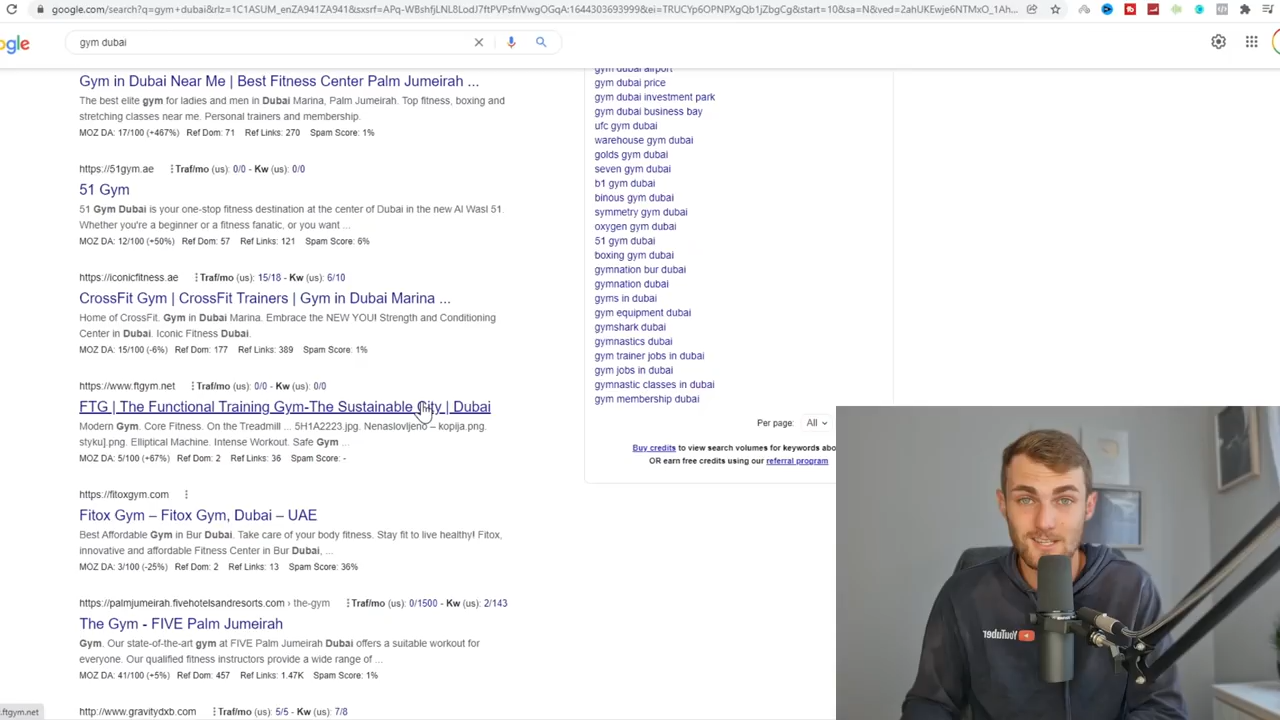 google.com/search?q=gym+dubai&rlz=1C1ASUM_enZA941ZA941&sxsrf=APq-WBshfjLNL8LodJ7ftPVPsfnVwgOGqA:1644303693999&ei=TRUCYp6OPNPXgQb1jZbgCg&start=10&sa=N&ved=2ahUKEwje6NTMxO_1Ah...
ogle
gym dubai
Gym in Dubai Near Me | Best Fitness Center Palm Jumeirah ...
The best elite gym for ladies and men in Dubai Marina, Palm Jumeirah. Top fitness, boxing and
stretching classes near me. Personal trainers and membership.
MOZ DA: 17/100 (+467%) Ref Dom: 71 Ref Links: 270 Spam Score: 1%
https://51gym.ae Traf/mo (us): 0/0 - Kw (us): 0/0
51 Gym
51 Gym Dubai is your one-stop fitness destination at the center of Dubai in the new Al Wasl 51.
Whether you're a beginner or a fitness fanatic, or you want ...
MOZ DA: 12/100 (+50%) Ref Dom: 57 Ref Links: 121 Spam Score: 6%
https://iconicfitness.ae Traf/mo (us): 15/18 - Kw (us): 6/10
CrossFit Gym | CrossFit Trainers | Gym in Dubai Marina ...
Home of CrossFit. Gym in Dubai Marina. Embrace the NEW YOU! Strength and Conditioning
Center in Dubai. Iconic Fitness Dubai.
MOZ DA: 15/100 (-6%) Ref Dom: 177 Ref Links: 389 Spam Score: 1%
https://www.ftgym.net Traf/mo (us): 0/0 - Kw (us): 0/0
FTG | The Functional Training Gym-The Sustainable City | Dubai
Modern Gym. Core Fitness. On the Treadmill ... 5H1A2223.jpg. Nenaslovljeno – kopija.png.
styku].png. Elliptical Machine. Intense Workout. Safe Gym ...
MOZ DA: 5/100 (+67%) Ref Dom: 2 Ref Links: 36 Spam Score: -
https://fitoxgym.com
Fitox Gym – Fitox Gym, Dubai – UAE
Best Affordable Gym in Bur Dubai. Take care of your body fitness. Stay fit to live healthy! Fitox,
innovative and affordable Fitness Center in Bur Dubai, ...
MOZ DA: 3/100 (-25%) Ref Dom: 2 Ref Links: 13 Spam Score: 36%
https://palmjumeirah.fivehotelsandresorts.com › the-gym Traf/mo (us): 0/1500 - Kw (us): 2/143
The Gym - FIVE Palm Jumeirah
Gym. Our state-of-the-art gym at FIVE Palm Jumeirah Dubai offers a suitable workout for
everyone. Our qualified fitness instructors provide a wide range of ...
MOZ DA: 41/100 (+5%) Ref Dom: 457 Ref Links: 1.47K Spam Score: 1%
http://www.gravitydxb.com Traf/mo (us): 5/5 - Kw (us): 7/8
.ftgym.net
gym dubai airport
gym dubai price
gym dubai investment park
gym dubai business bay
ufc gym dubai
warehouse gym dubai
golds gym dubai
seven gym dubai
b1 gym dubai
binous gym dubai
symmetry gym dubai
oxygen gym dubai
51 gym dubai
boxing gym dubai
gymnation bur dubai
gymnation dubai
gyms in dubai
gym equipment dubai
gymshark dubai
gymnastics dubai
gym trainer jobs in dubai
gym jobs in dubai
gymnastic classes in dubai
gym membership dubai
Per page: All
Buy credits to view search volumes for keywords abo
OR earn free credits using our referral program
YouTuber